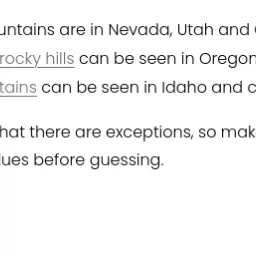 untains are in Nevada, Utah and
rocky hills can be seen in Oregon
tains can be seen in Idaho and c
hat there are exceptions, so mak
lues before guessing.